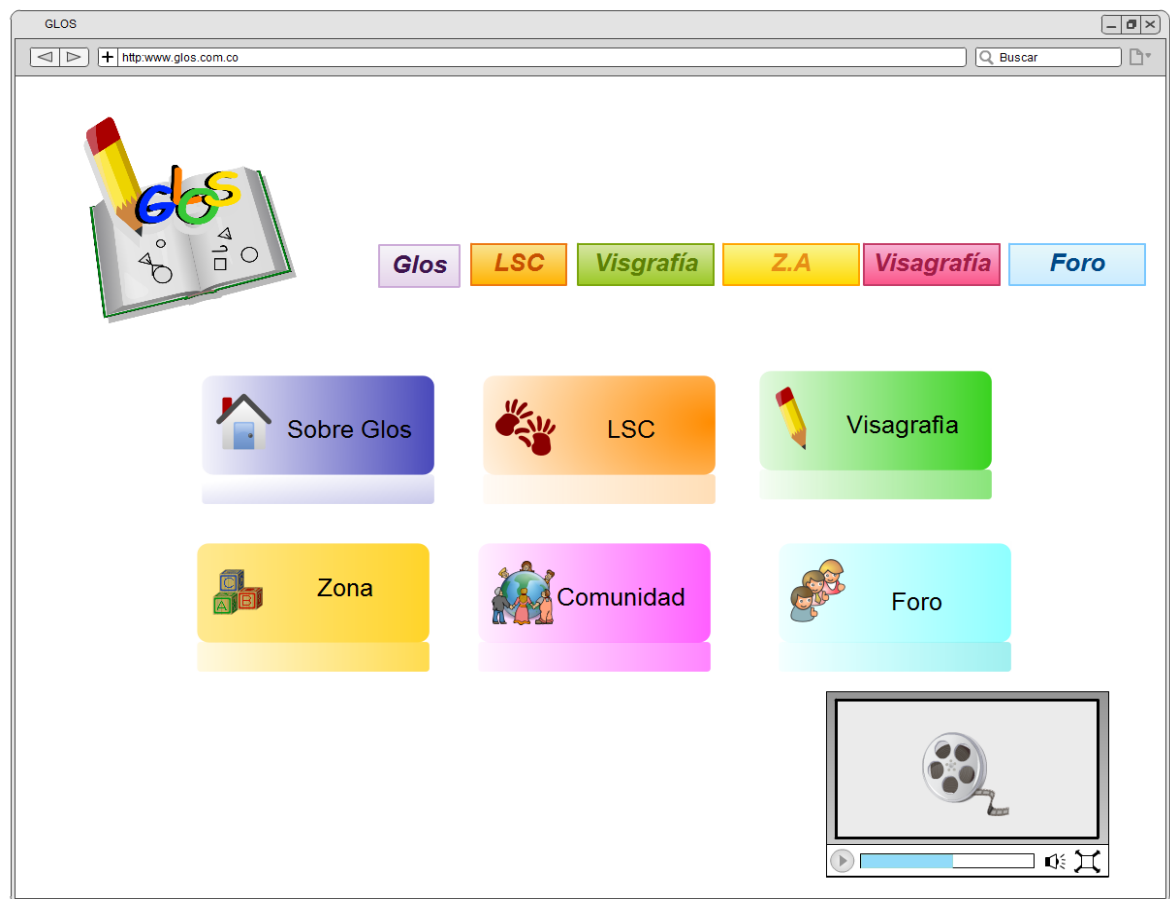 GLOS
http:www.glos.com.co
Buscar
GLOS
Glos LSC Visgrafía Z.A Visagrafía Foro
Sobre Glos LSC Visagrafia
C A B
Zona Comunidad Foro